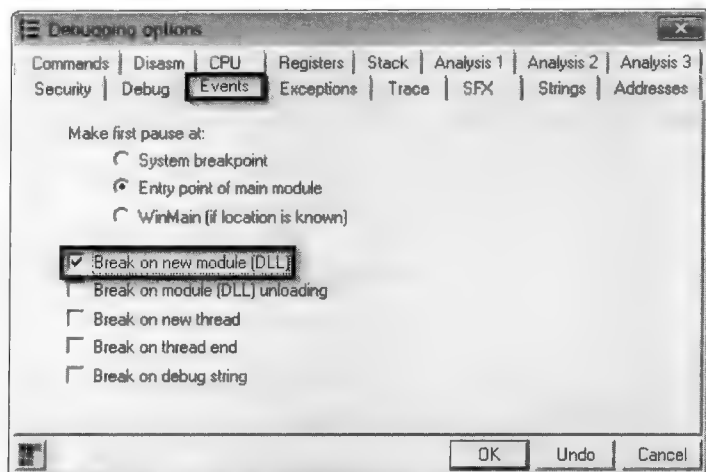 Debugging options
Commands | Disasm | CPU | Registers | Stack | Analysis 1 | Analysis 2 | Analysis 3
Security | Debug | Events | Exceptions | Trace | SFX | Strings | Addresses
Make first pause at:
System breakpoint
Entry point of main module
WinMain (if location is known)
Break on new module (DLL)
Break on module (DLL) unloading
Break on new thread
Break on thread end
Break on debug string
OK Undo Cancel